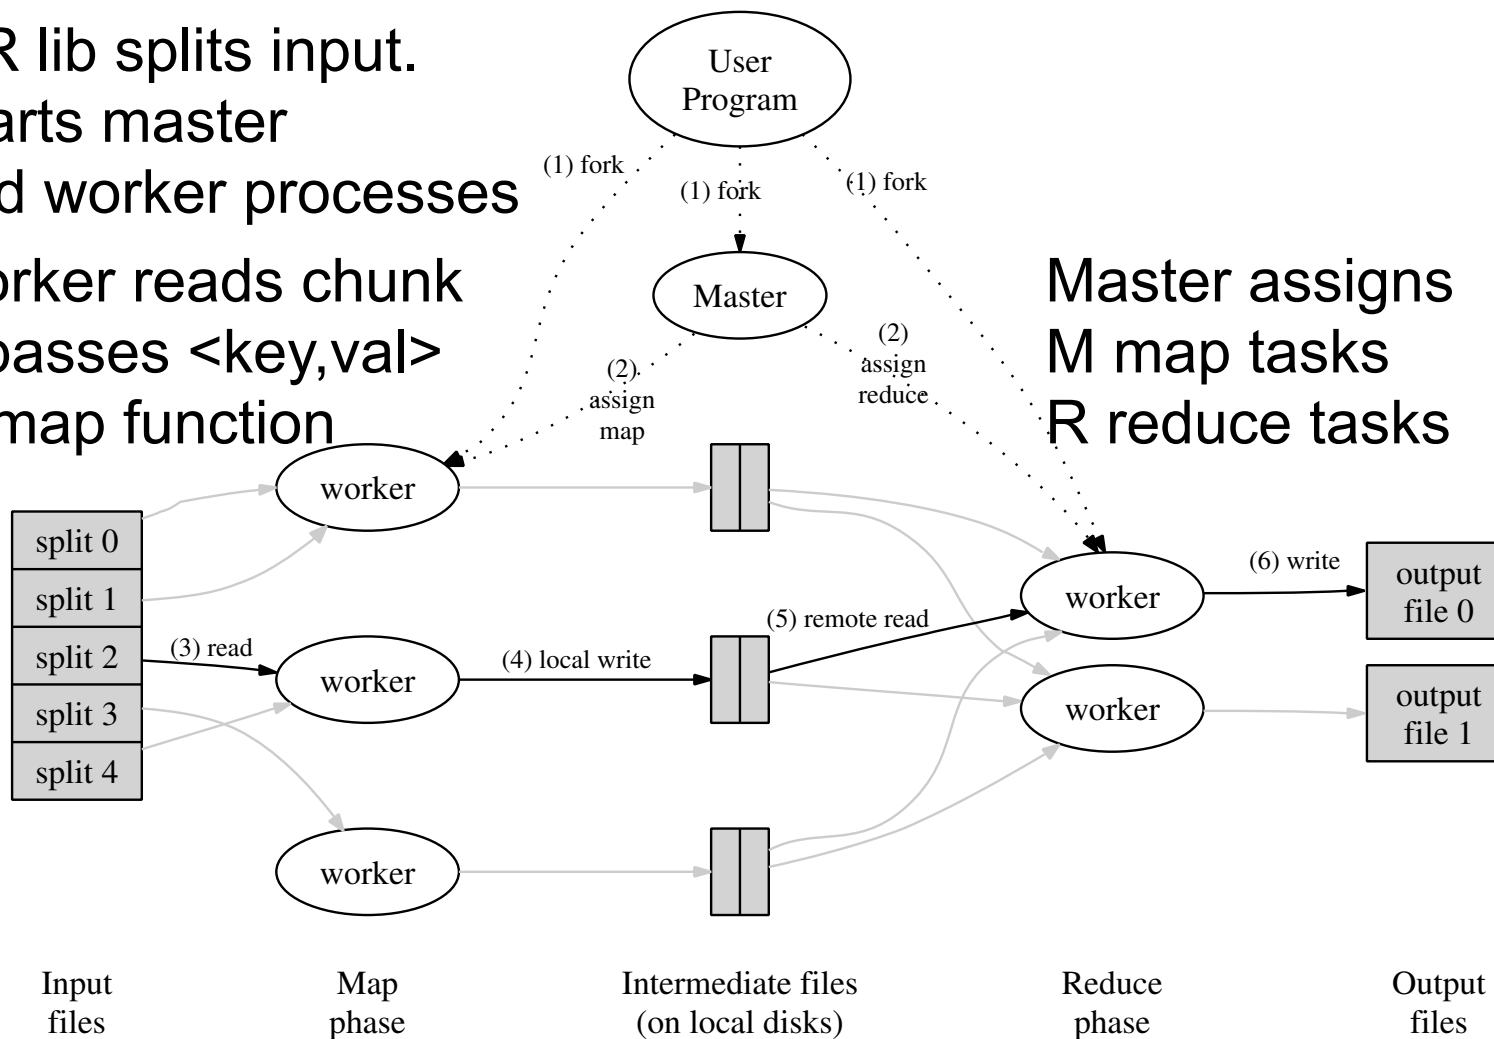 R lib splits input.
arts master
d worker processes
orker reads chunk
passes <key,val>
map function
User
Program
(1) fork
(1) fork
(1) fork
Master
(2)
assign
map
(2)
assign
reduce
Master assigns
M map tasks
R reduce tasks
split 0
split 1
split 2
split 3
split 4
(3) read
worker
worker
worker
(4) local write
(5) remote read
worker
worker
(6) write
output
file 0
output
file 1
Input
files
Map
phase
Intermediate files
(on local disks)
Reduce
phase
Output
files